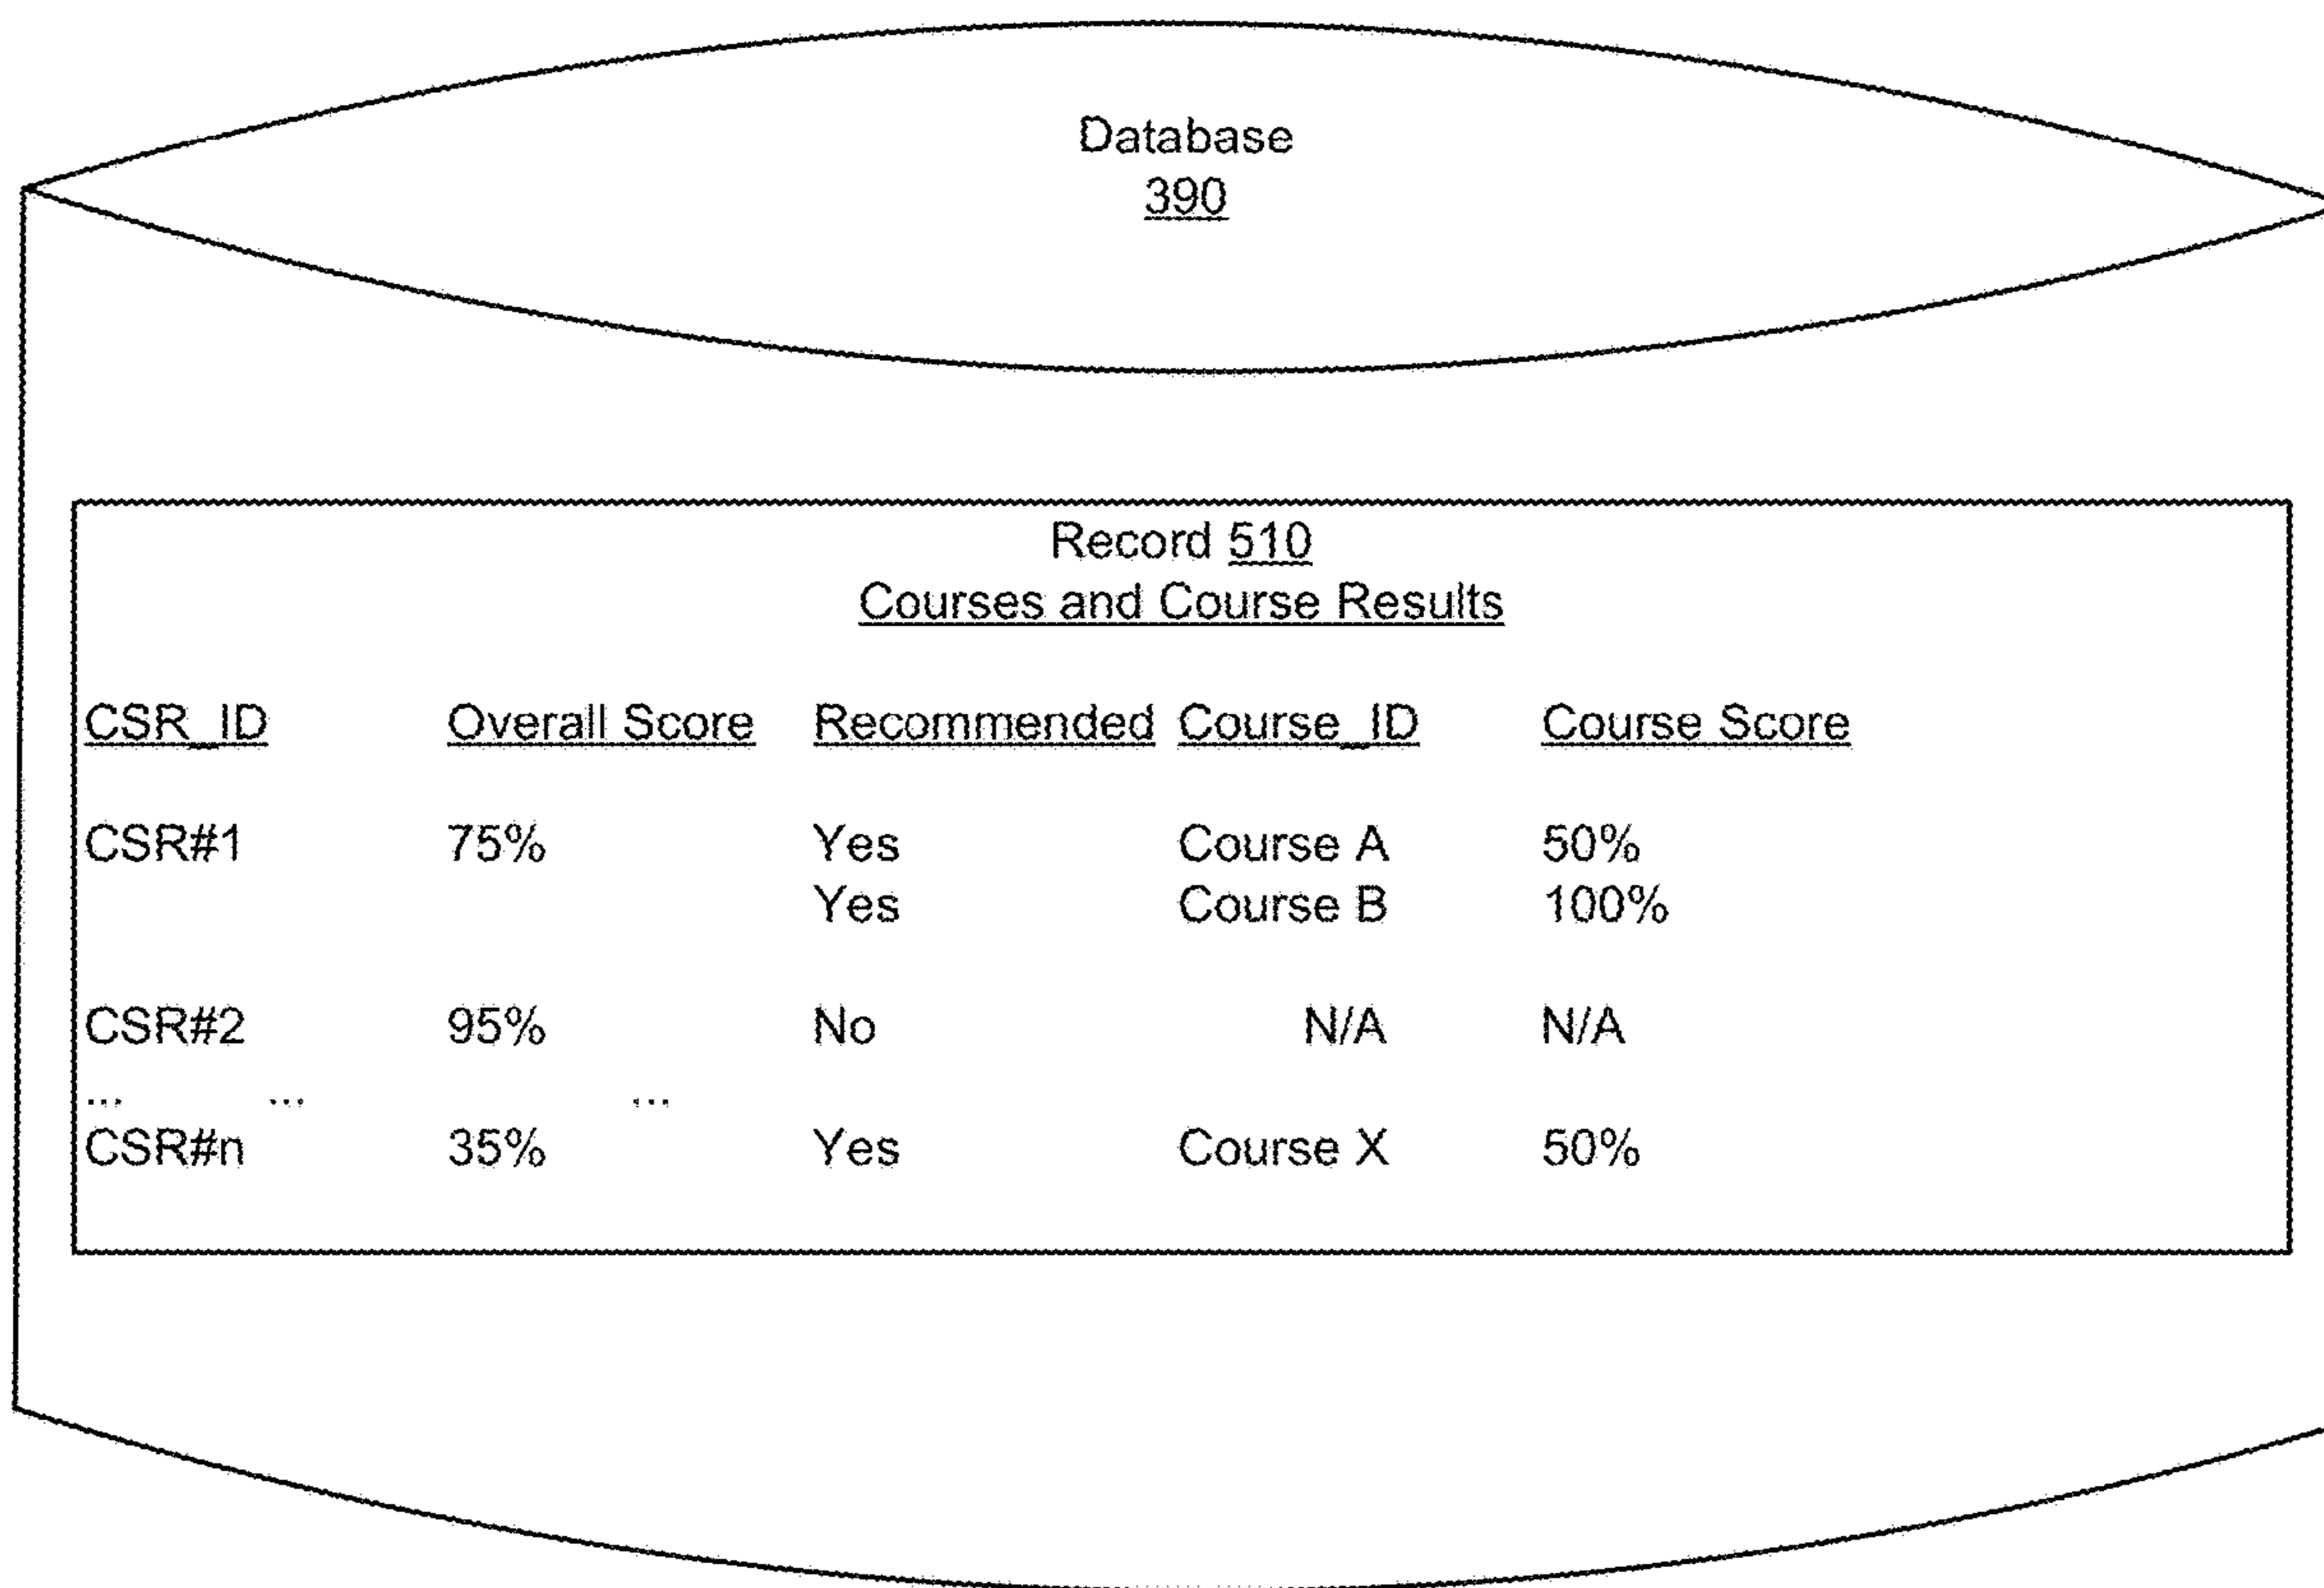 Database
390
Record 510
Courses and Course Results
CSR_ID Overall Score Recommended Course_ID Course Score
CSR#1 75% Yes Course A 50%
Yes Course B 100%
CSR#2 95% No N/A N/A
... ... ...
CSR#n 35% Yes Course X 50%